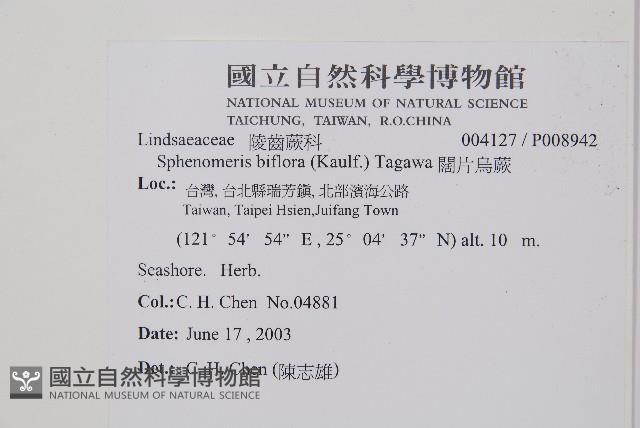 國立自然科學博物館
NATIONAL MUSEUM OF NATURAL SCIENCE
TAICHUNG, TAIWAN, R.O.CHINA
Lindsaeaceae 陵齒蕨科 004127 / P008942
Sphenomeris biflora (Kaulf.) Tagawa 闊片烏蕨
Loc.: 台灣, 台北縣瑞芳鎮, 北部濱海公路
Taiwan, Taipei Hsien,Juifang Town
(121° 54' 54" E , 25° 04' 37" N) alt. 10 m.
Seashore. Herb.
Col.: C. H. Chen No.04881
Date: June 17 , 2003
Det.: C. H. Chen (陳志雄)
國立自然科學博物館
NATIONAL MUSEUM OF NATURAL SCIENCE